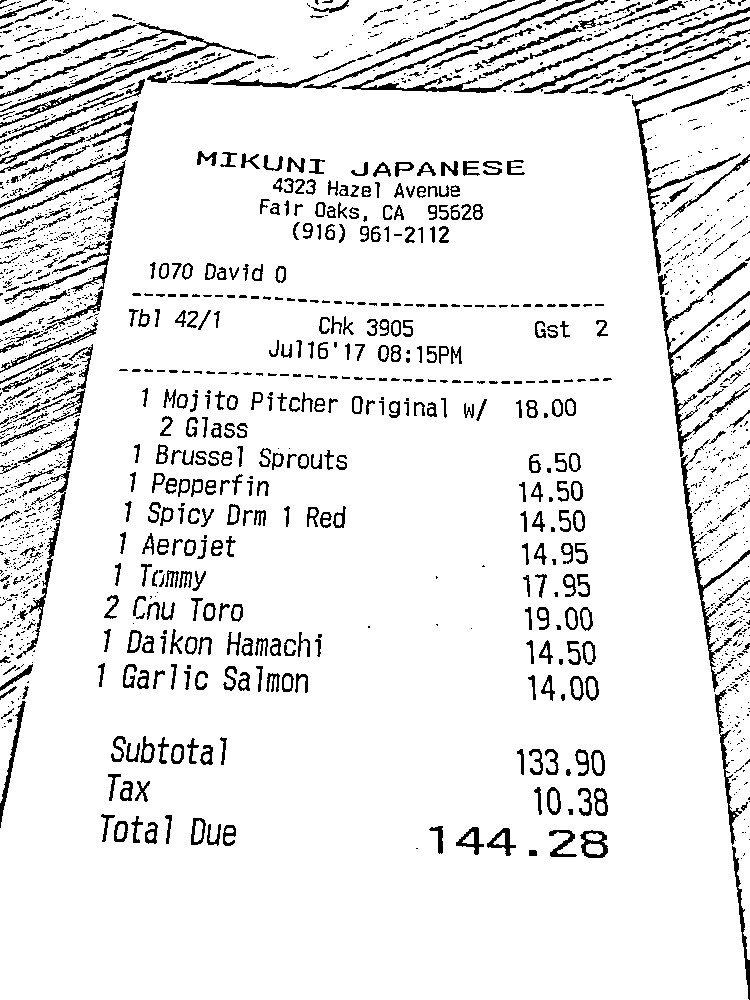 MIKUNI JAPANESE
4323 Hazel Avenue
Fair Oaks, CA 95628
(916) 961-2112
1070 David O
Tbl 42/1 Chk 3905 Gst 2
Jul16'17 08:15PM
1 Mojito Pitcher Original w/ 18.00
2 Glass
1 Brussel Sprouts 6.50
1 Pepperfin 14.50
1 Spicy Drm 1 Red 14.50
1 Aerojet 14.95
1 Tommy 17.95
2 Chu Toro 19.00
1 Daikon Hamachi 14.50
1 Garlic Salmon 14.00
Subtotal 133.90
Tax 10.38
Total Due 144.28